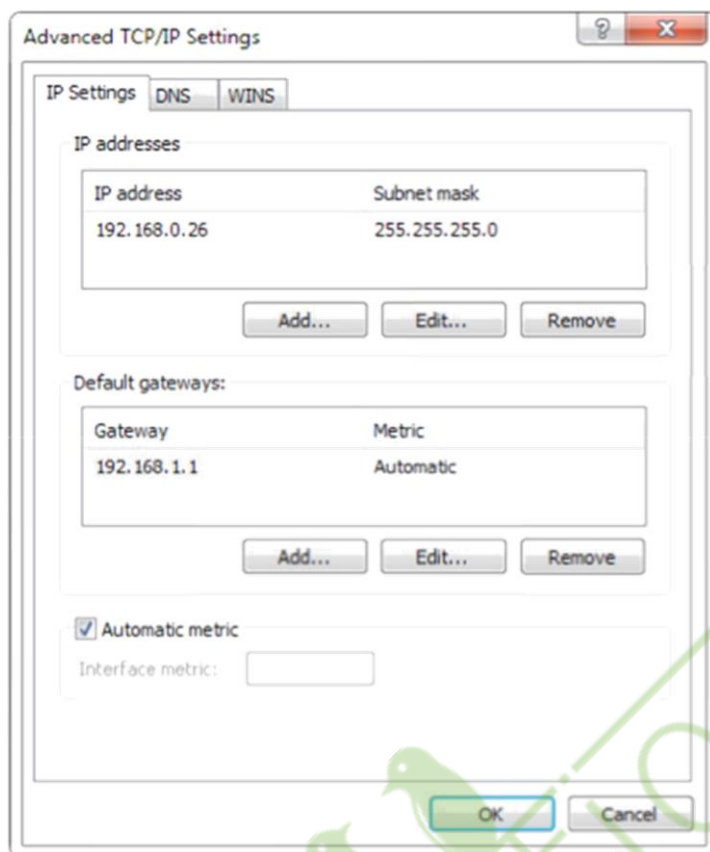 Advanced TCP/IP Settings
IP Settings DNS WINS
IP addresses
IP address Subnet mask
192.168.0.26 255.255.255.0
Add... Edit... Remove
Default gateways:
Gateway Metric
192.168.1.1 Automatic
Add... Edit... Remove
Automatic metric
Interface metric:
OK Cancel